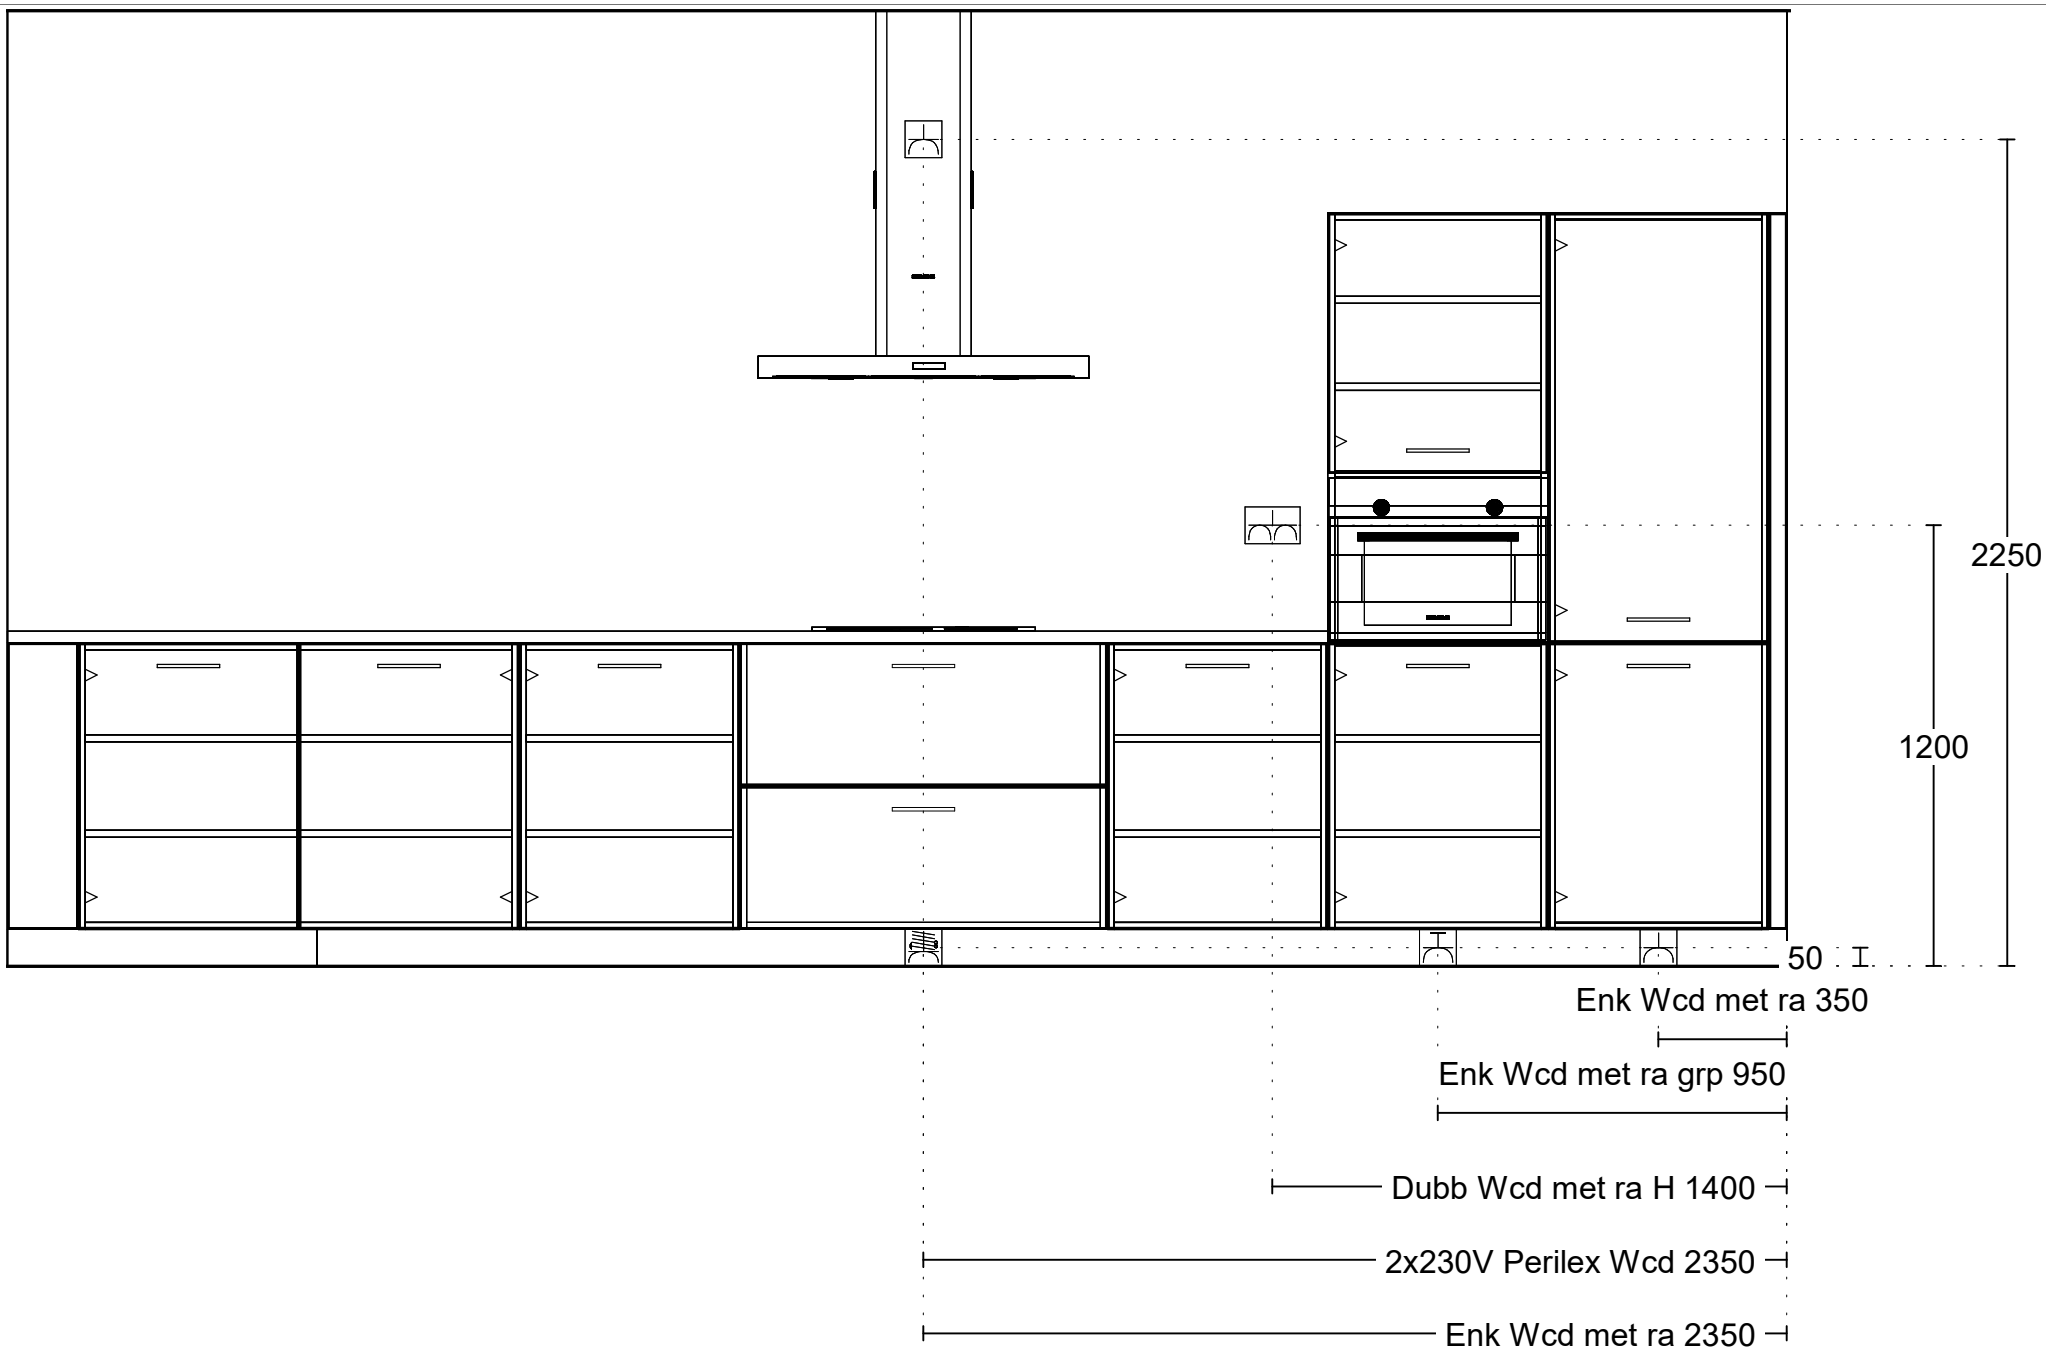 2250
1200
50
Enk Wcd met ra 350
Enk Wcd met ra grp 950
Dubb Wcd met ra H 1400
2x230V Perilex Wcd 2350
Enk Wcd met ra 2350